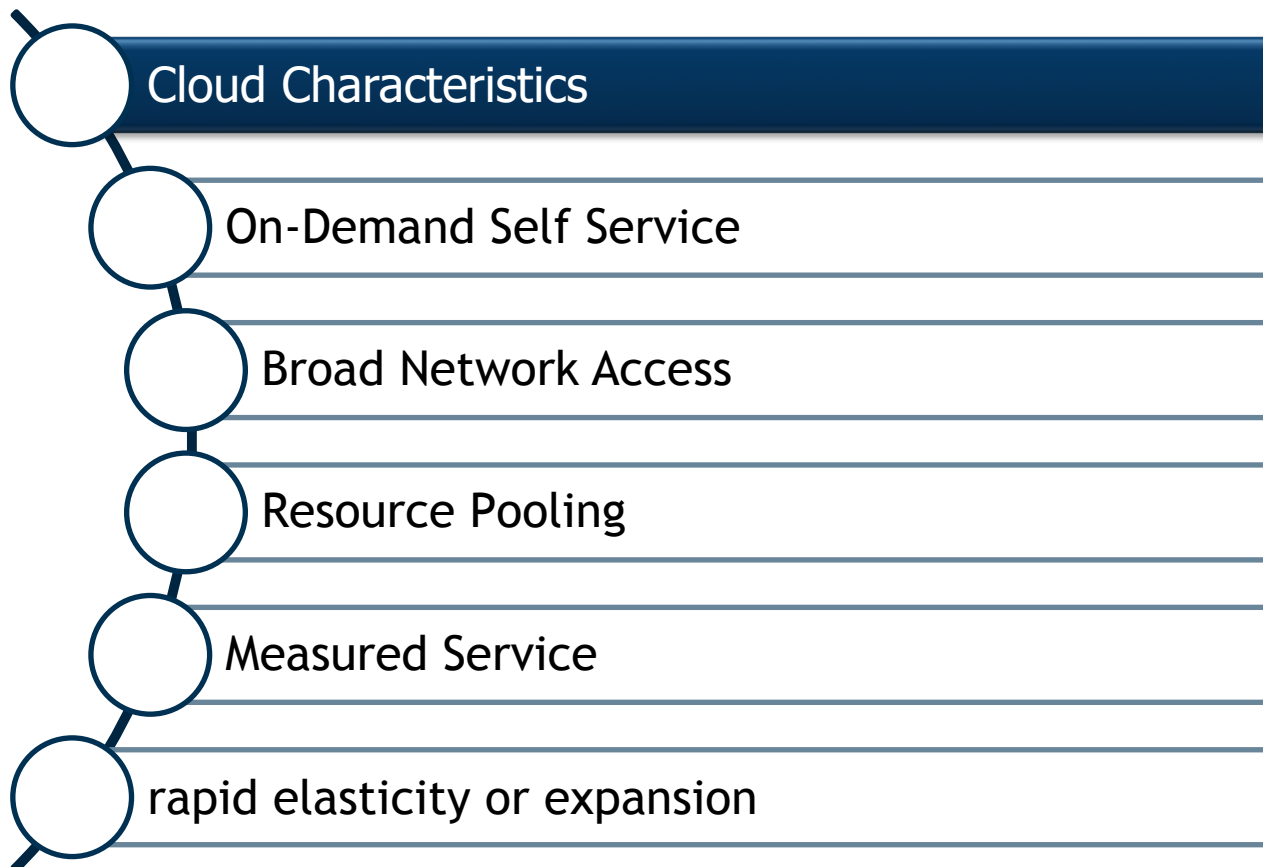 Cloud Characteristics
On-Demand Self Service
Broad Network Access
Resource Pooling
Measured Service
rapid elasticity or expansion